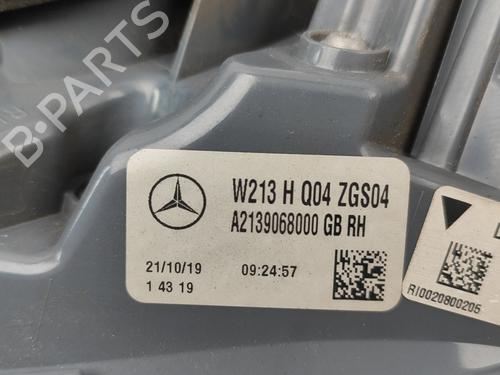 B-PARTS
W213 H Q04 ZGS04
A2139068000 GB RH
21/10/19 09:24:57
1 43 19
RI0020800205